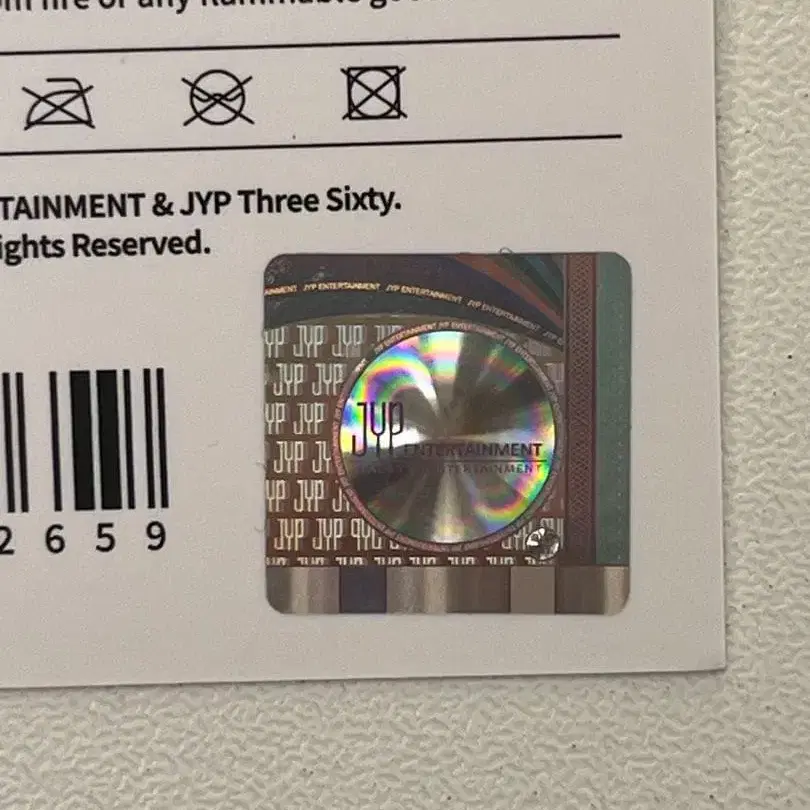 TAINMENT & JYP Three Sixty.
ights Reserved.
2 6 5 9
JYP ENTERTAINMENT JYP ENTERTAINMENT JYP ENTERTAINMENT
JYP JYP JYP
JYP JYP
JYP JYP
JYP
JYP JYP
JYP JYP
JYP ENTERTAINMENT
ENTERTAINMENT